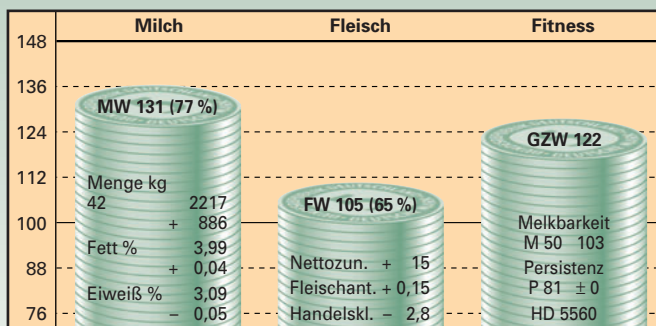 Milch Fleisch Fitness
148
136
124
112
100
88
76
MW 131 (77 %)
Menge kg
42 2217
+ 886
Fett % 3,99
+ 0,04
Eiweiß % 3,09
– 0,05
FW 105 (65 %)
Nettozun. + 15
Fleischant. + 0,15
Handelskl. – 2,8
GZW 122
Melkbarkeit
M 50 103
Persistenz
P 81 ± 0
HD 5560